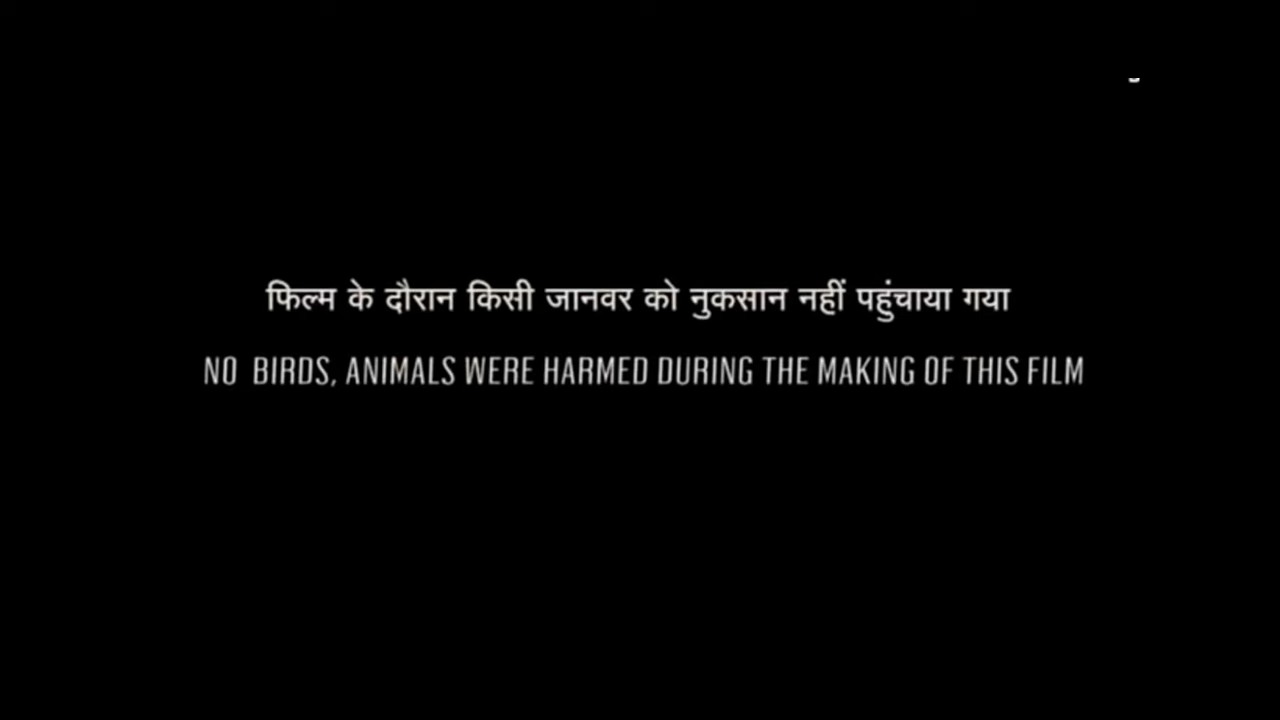 फिल्म के दौरान किसी जानवर को नुकसान नहीं पहुंचाया गया
NO BIRDS, ANIMALS WERE HARMED DURING THE MAKING OF THIS FILM